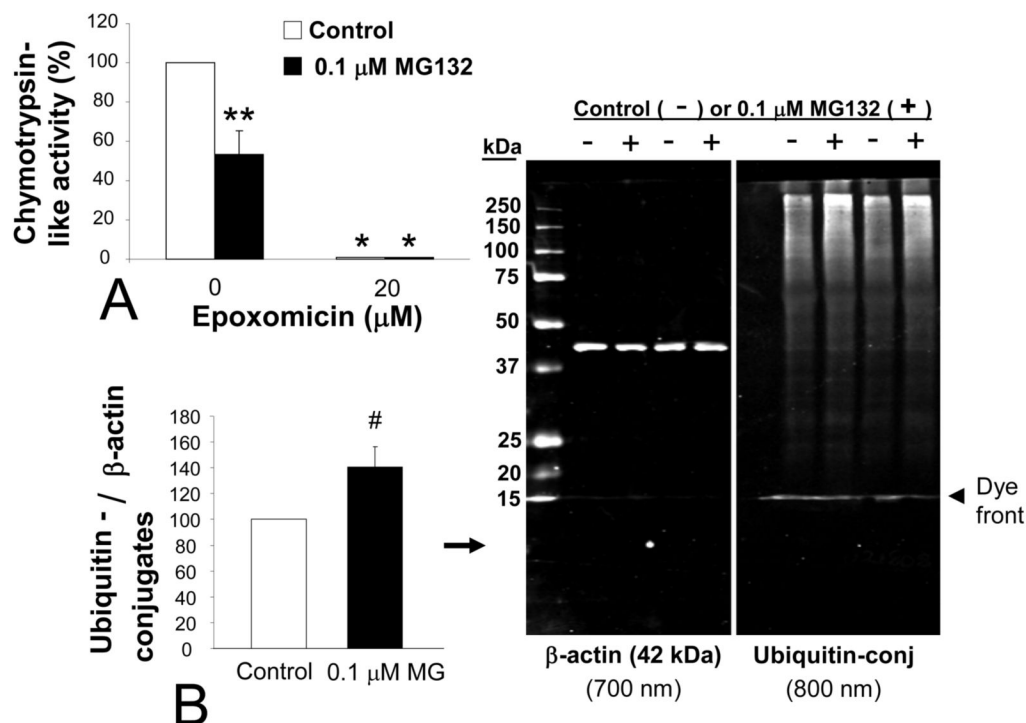 120
100
80
60
40
20
0
Chymotrypsin-
like activity (%)
Control
0.1 μM MG132
**
* *
0 20
Epoxomicin (μM)
A
180
160
140
120
100
80
60
40
20
0
Ubiquitin - / β-actin
conjugates
#
Control 0.1 μM MG
B
Control ( - ) or 0.1 μM MG132 ( + )
kDa
- + - + - + - +
250
150
100
75
50
37
25
20
15
Dye
front
β-actin (42 kDa) Ubiquitin-conj
(700 nm) (800 nm)